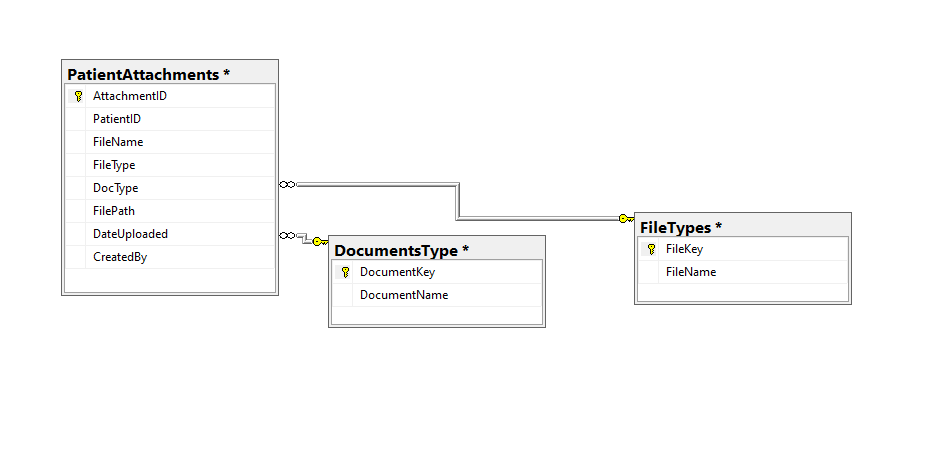 PatientAttachments *
AttachmentID
PatientID
FileName
FileType
DocType
FilePath
DateUploaded
CreatedBy
DocumentsType *
DocumentKey
DocumentName
FileTypes *
FileKey
FileName